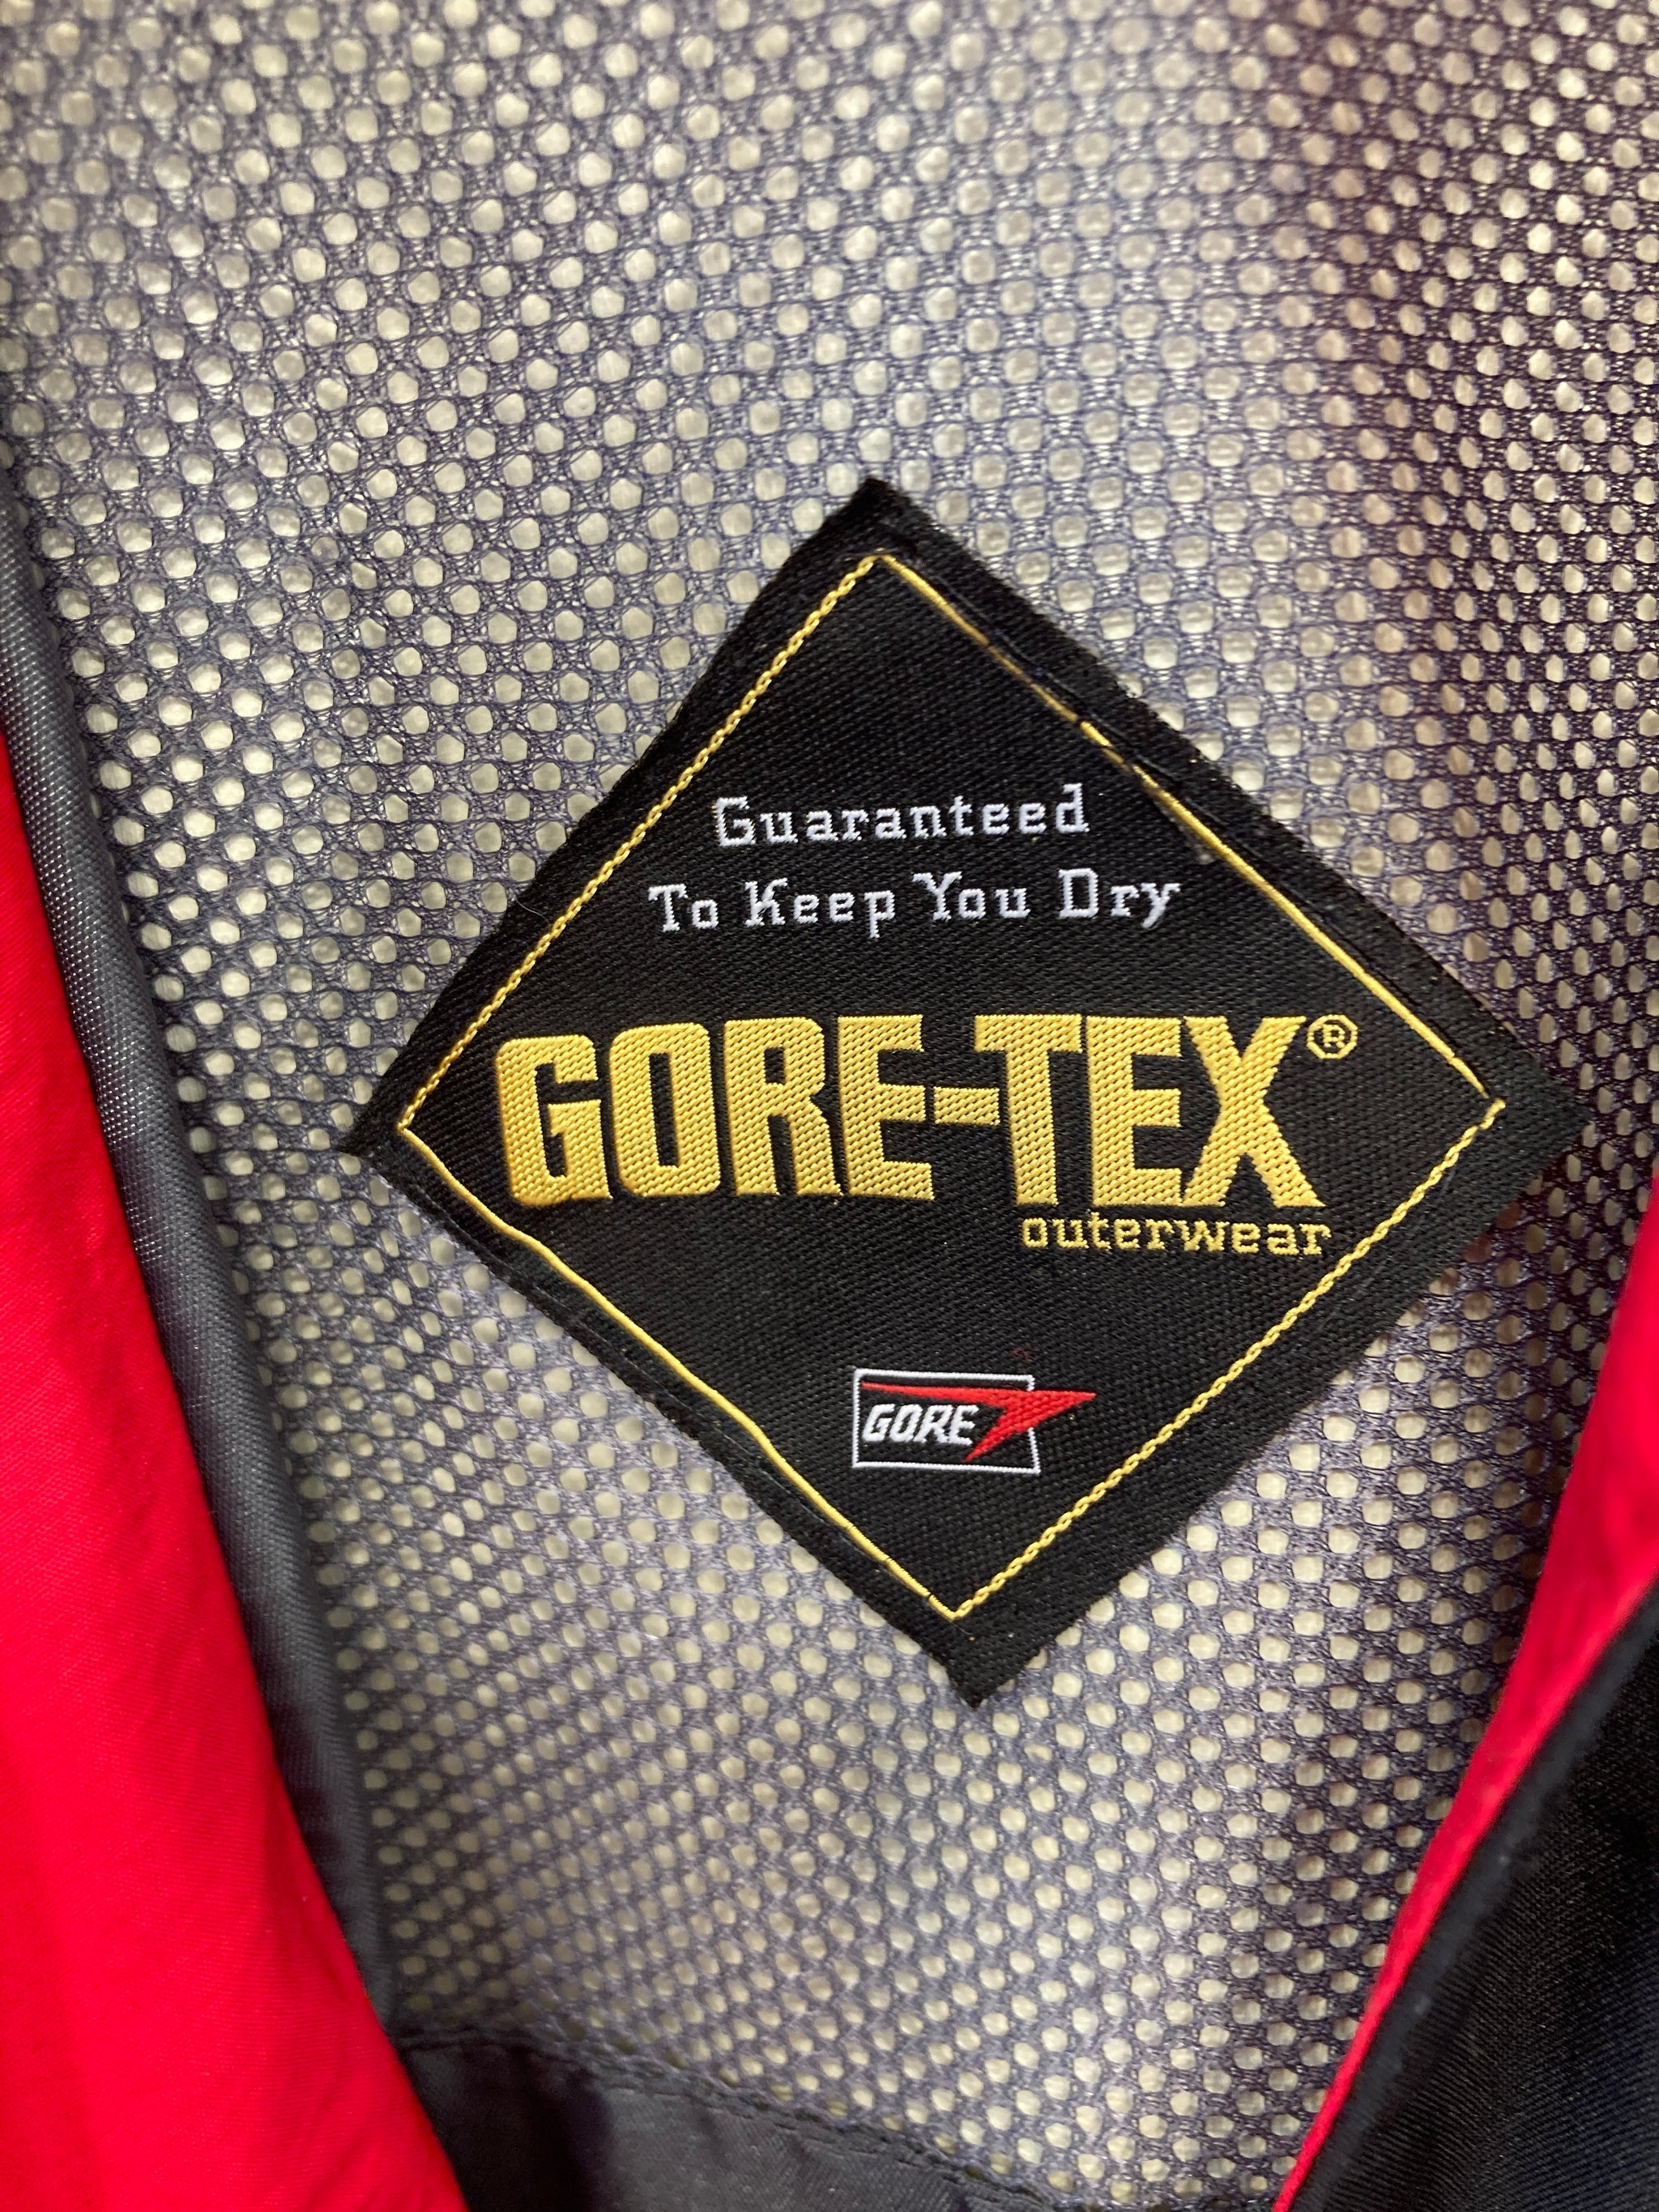 Guaranteed
To Keep You Dry
GORE-TEX®
outerwear
GORE